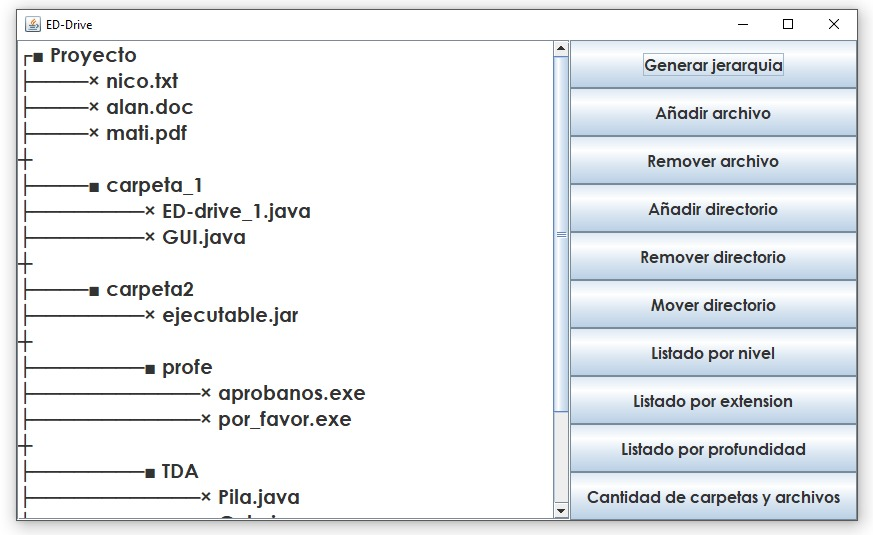 ED-Drive
Proyecto
nico.txt
alan.doc
mati.pdf
carpeta_1
ED-drive_1.java
GUI.java
carpeta2
ejecutable.jar
profe
aprobanos.exe
por_favor.exe
TDA
Pila.java
Generar jerarquia
Añadir archivo
Remover archivo
Añadir directorio
Remover directorio
Mover directorio
Listado por nivel
Listado por extension
Listado por profundidad
Cantidad de carpetas y archivos